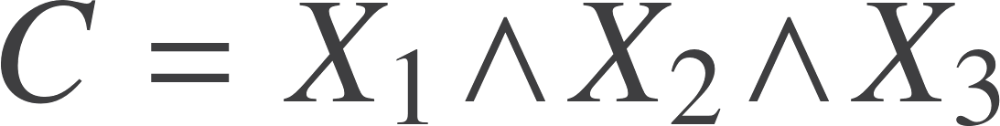 C = X₁ ∧ X₂ ∧ X₃